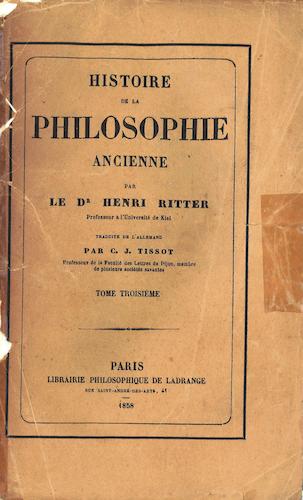 HISTOIRE
DE LA
PHILOSOPHIE
ANCIENNE
PAR
LE Dr HENRI RITTER
Professeur à l'Université de Kiel
TRADUITE DE L'ALLEMAND
PAR C. J. TISSOT
Professeur de la Faculté des Lettres de Dijon, membre
de plusieurs sociétés savantes
TOME TROISIÈME
PARIS
LIBRAIRIE PHILOSOPHIQUE DE LADRANGE
RUE SAINT-ANDRÉ-DES-ARTS, 41
1858